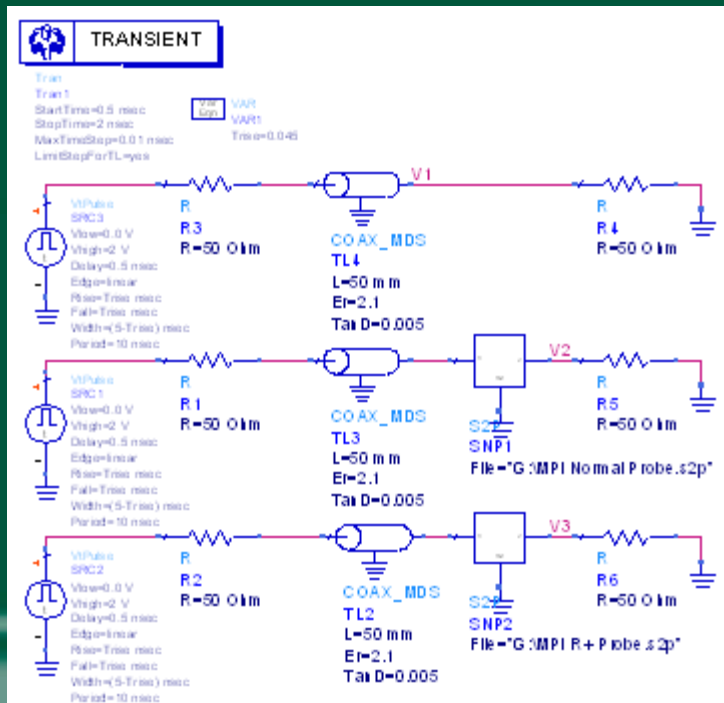 TRANSIENT
Tran
Tran1
StartTime=0.5 nsec
StopTime=2 nsec
MaxTimeStep=0.01 nsec
LimitStepForTL=yes
Var
Eqn
VAR
VAR1
Trise=0.045
VtPulse
SRC3
Vlow=0.0 V
Vhigh=2 V
Delay=0.5 nsec
Edge=linear
Rise=Trise nsec
Fall=Trise nsec
Width=(5-Trise) nsec
Period=10 nsec
R
R3
R=50 Ohm
COAX_MDS
TL4
L=50 mm
Er=2.1
TanD=0.005
V1
R
R4
R=50 Ohm
VtPulse
SRC1
Vlow=0.0 V
Vhigh=2 V
Delay=0.5 nsec
Edge=linear
Rise=Trise nsec
Fall=Trise nsec
Width=(5-Trise) nsec
Period=10 nsec
R
R1
R=50 Ohm
COAX_MDS
TL3
L=50 mm
Er=2.1
TanD=0.005
S2P
SNP1
File="G:\MPI Normal Probe.s2p"
V2
R
R5
R=50 Ohm
VtPulse
SRC2
Vlow=0.0 V
Vhigh=2 V
Delay=0.5 nsec
Edge=linear
Rise=Trise nsec
Fall=Trise nsec
Width=(5-Trise) nsec
Period=10 nsec
R
R2
R=50 Ohm
COAX_MDS
TL2
L=50 mm
Er=2.1
TanD=0.005
S2P
SNP2
File="G:\MPI R+ Probe.s2p"
V3
R
R6
R=50 Ohm